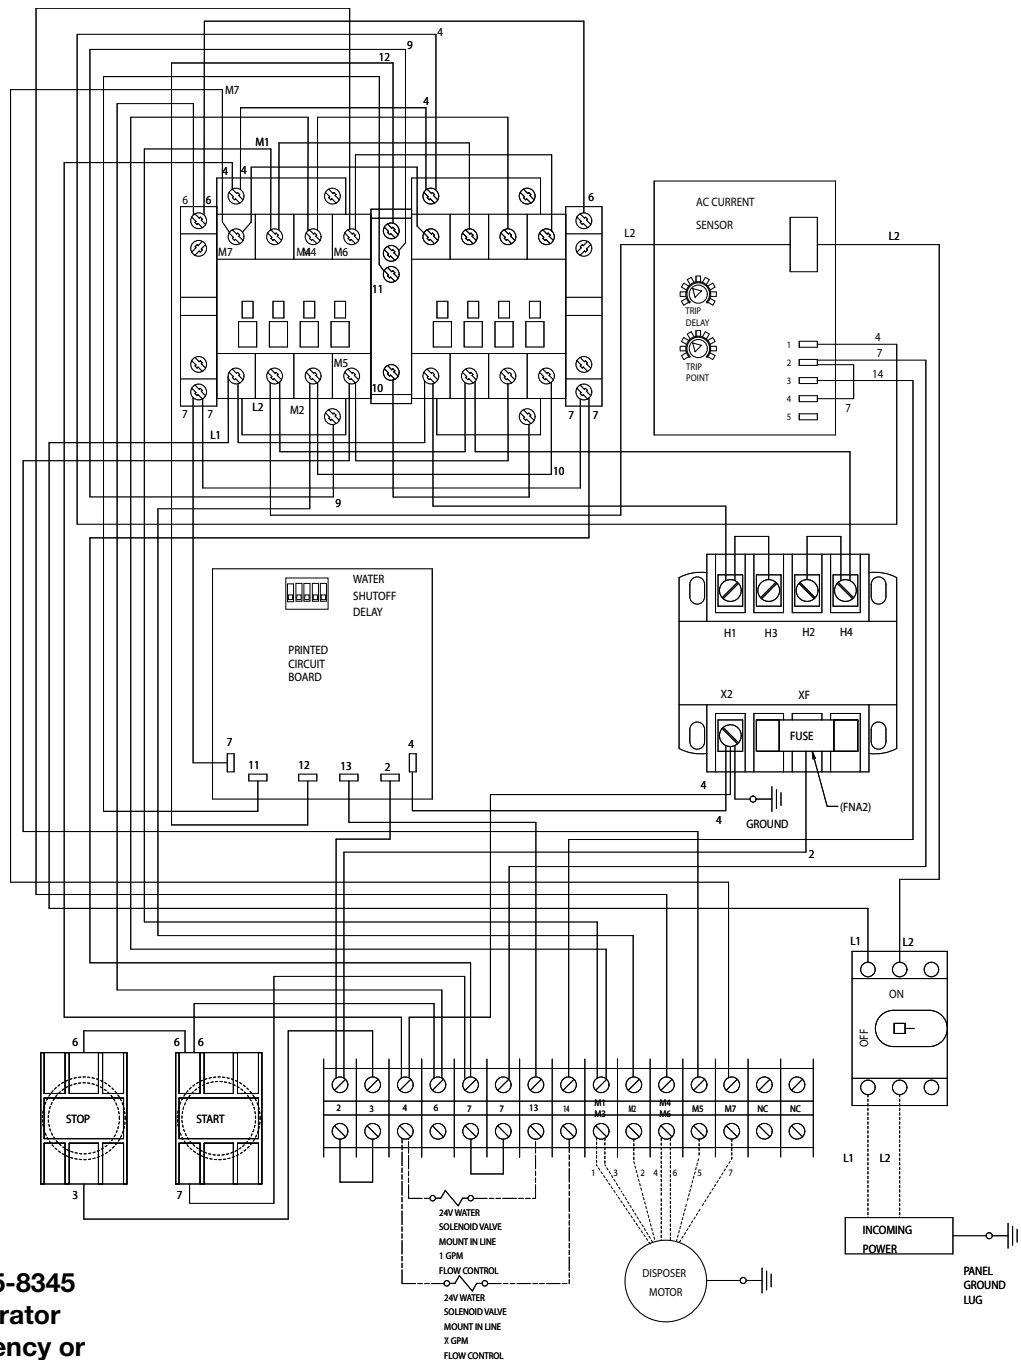 4
9
12
M7
4
M1
4 4
6 6
6
M7 M4 M4 M6
11
M5
10
7 7
L2
M2
7 7
L1
10
9
AC CURRENT
SENSOR
L2
L2
TRIP
DELAY
TRIP
POINT
1
2
3
4
5
4
7
14
7
WATER
SHUTOFF
DELAY
PRINTED
CIRCUIT
BOARD
7
11
12
13
2
4
H1 H3 H2 H4
X2 XF
FUSE
(FNA2)
4
4
GROUND
2
L1 L2
ON
OFF
6
6 6
STOP
START
3
7
2 3 4 6 7 7 13 14 M1 M2 M4 M5 M7 NC NC
M3 M6
1 3 2 4 6 5 7
24V WATER
SOLENOID VALVE
MOUNT IN LINE
1 GPM
FLOW CONTROL
24V WATER
SOLENOID VALVE
MOUNT IN LINE
X GPM
FLOW CONTROL
DISPOSER
MOTOR
L1 L2
INCOMING
POWER
PANEL
GROUND
LUG
5-8345
rator
ency or